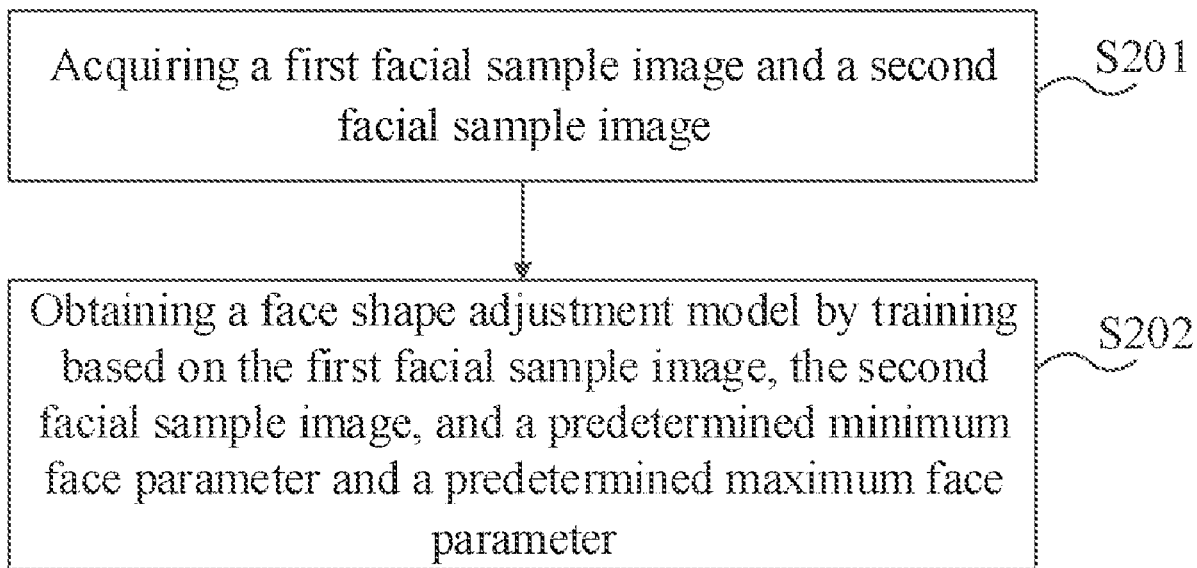 Acquiring a first facial sample image and a second
facial sample image
S201
Obtaining a face shape adjustment model by training
based on the first facial sample image, the second
facial sample image, and a predetermined minimum
face parameter and a predetermined maximum face
parameter
S202